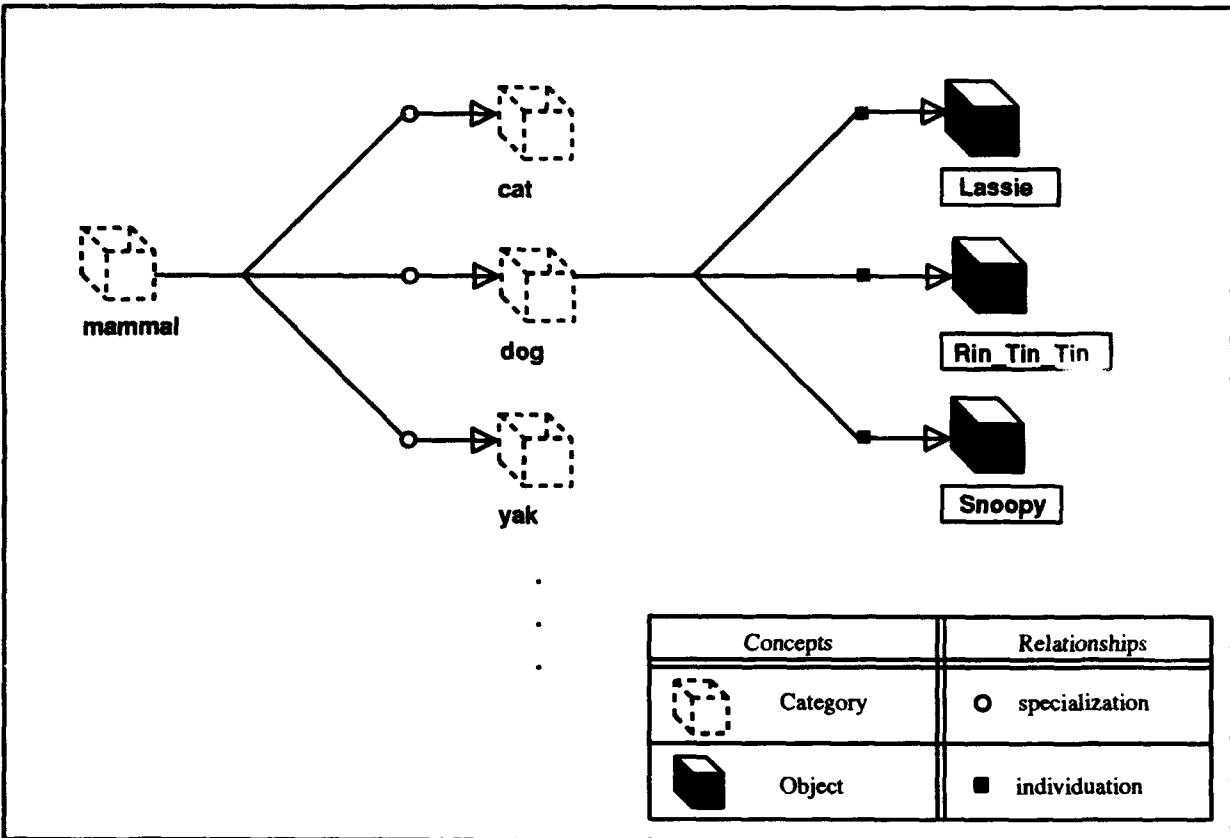 cat
Lassie
mammal
dog
Rin_Tin_Tin
yak
Snoopy
Concepts
Relationships
Category
specialization
Object
individuation